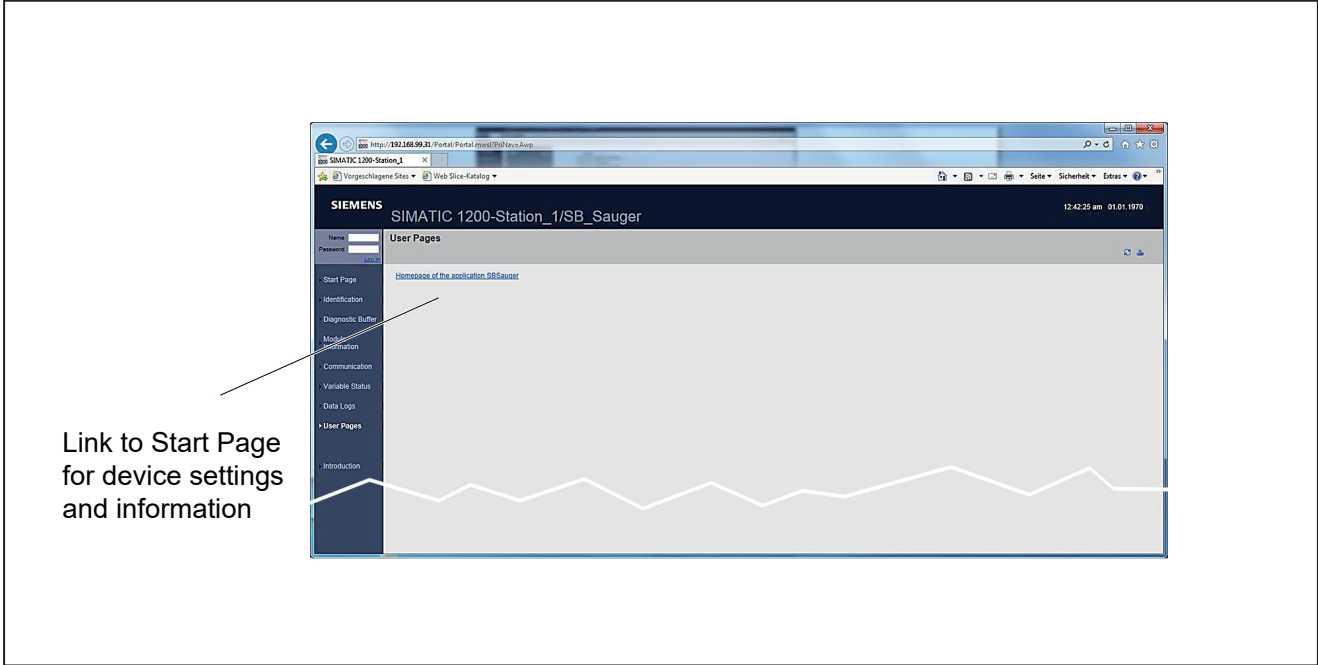 http://192.168.99.31/Portal/Portal.mwsl?PriNav=Awp
SIMATIC 1200-Station_1
Vorgeschlagene Sites
Web Slice-Katalog
Seite
Sicherheit
Extras
SIEMENS
SIMATIC 1200-Station_1/SB_Sauger
12:42:25 am 01.01.1970
Name
Password
Log in
User Pages
Homepage of the application SBSauger
Start Page
Identification
Diagnostic Buffer
Module
Information
Communication
Variable Status
Data Logs
User Pages
Introduction
Link to Start Page
for device settings
and information